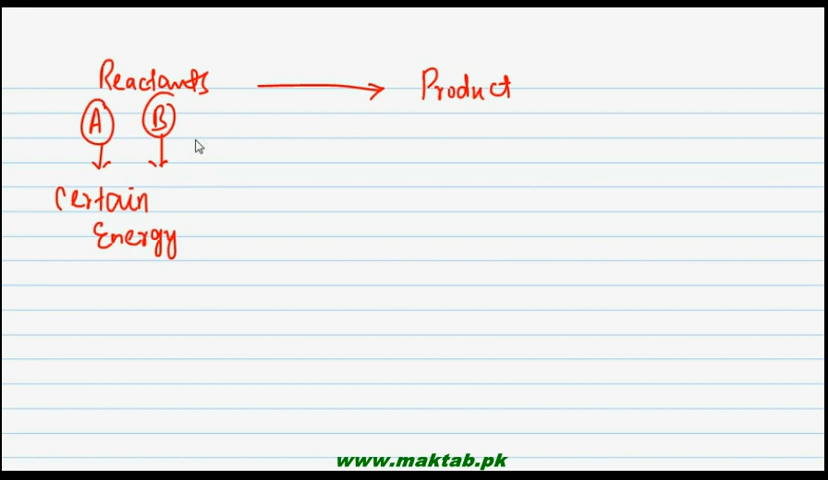 Reactants → Product
A B
Certain
Energy
www.maktab.pk